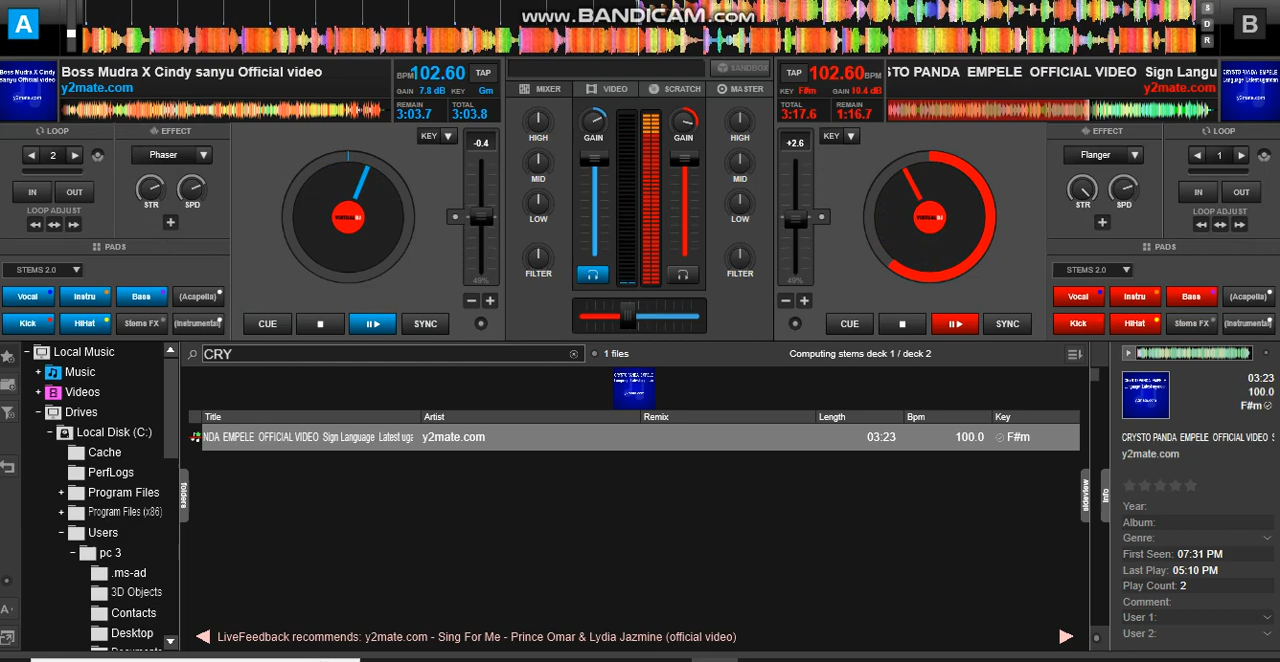 www.BANDICAM.com
A
S
D
R
B
Boss Mudra X Cindy sanyu Official video
y2mate.com
BPM 102.60 TAP
GAIN 7.8 dB KEY Gm
REMAIN TOTAL
3:03.7 3:03.8
SANDBOX
MIXER VIDEO SCRATCH MASTER
TAP 102.60 BPM
KEY F#m GAIN 10.4 dB
TOTAL REMAIN
3:17.6 1:16.7
STO PANDA EMPELE OFFICIAL VIDEO Sign Langu
y2mate.com
LOOP EFFECT
2 Phaser
STR SPD
IN OUT
LOOP ADJUST
PADS
STEMS 2.0
Vocal Instru Bass (Acapella)
Kick HiHat Stems FX (Instrumental)
KEY
-0.4
49%
CUE SYNC
HIGH GAIN GAIN HIGH
MID MID
LOW LOW
FILTER FILTER
KEY
+2.6
49%
CUE SYNC
EFFECT LOOP
Flanger 1
STR SPD
IN OUT
LOOP ADJUST
PADS
STEMS 2.0
Vocal Instru Bass (Acapella)
Kick HiHat Stems FX (Instrumental)
Local Music
Music
Videos
Drives
Local Disk (C:)
Cache
PerfLogs
Program Files
Program Files (x86)
Users
pc 3
.ms-ad
3D Objects
Contacts
Desktop
folders
CRY
1 files
Computing stems deck 1 / deck 2
Title Artist Remix Length Bpm Key
NDA EMPELE OFFICIAL VIDEO Sign Language Latest uga y2mate.com 03:23 100.0 F#m
LiveFeedback recommends: y2mate.com - Sing For Me - Prince Omar & Lydia Jazmine (official video)
sideview
info
03:23
100.0
F#m
CRYSTO PANDA EMPELE OFFICIAL VIDEO S
y2mate.com
Year:
Album:
Genre:
First Seen: 07:31 PM
Last Play: 05:10 PM
Play Count: 2
Comment:
User 1:
User 2: